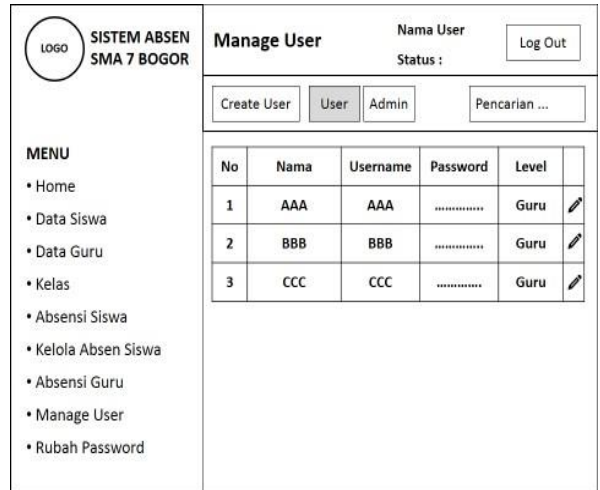 LOGO
SISTEM ABSEN
SMA 7 BOGOR
Manage User
Nama User
Status :
Log Out
Create User
User
Admin
Pencarian ...
MENU
• Home
• Data Siswa
• Data Guru
• Kelas
• Absensi Siswa
• Kelola Absen Siswa
• Absensi Guru
• Manage User
• Rubah Password
No Nama Username Password Level
1 AAA AAA .............. Guru
2 BBB BBB .............. Guru
3 CCC CCC ............. Guru